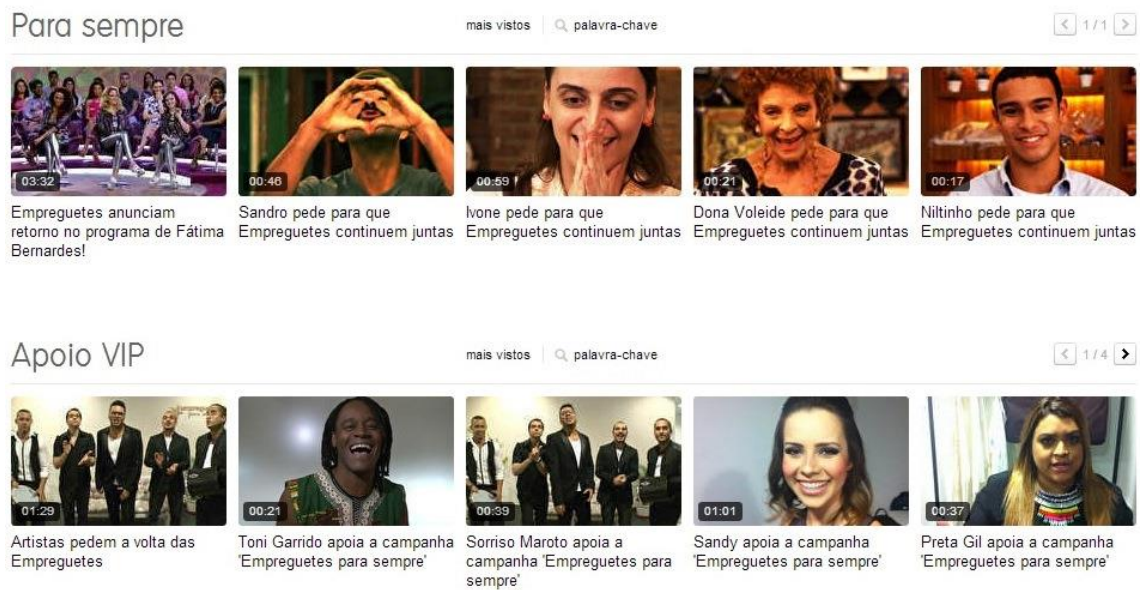 Para sempre
mais vistos
palavra-chave
1 / 1
03:32
00:46
00:59
00:21
00:17
Empreguetes anunciam
retorno no programa de Fátima
Bernardes!
Sandro pede para que
Empreguetes continuem juntas
Ivone pede para que
Empreguetes continuem juntas
Dona Voleide pede para que
Empreguetes continuem juntas
Niltinho pede para que
Empreguetes continuem juntas
Apoio VIP
mais vistos
palavra-chave
1 / 4
01:29
00:21
00:39
01:01
00:37
Artistas pedem a volta das
Empreguetes
Toni Garrido apoia a campanha
'Empreguetes para sempre'
Sorriso Maroto apoia a
campanha 'Empreguetes para
sempre'
Sandy apoia a campanha
'Empreguetes para sempre'
Preta Gil apoia a campanha
'Empreguetes para sempre'